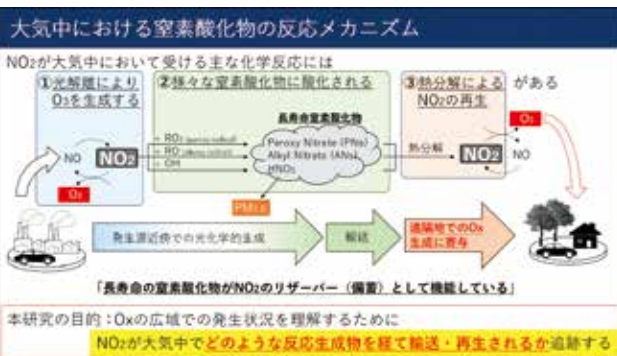 大気中における窒素酸化物の反応メカニズム
NO₂が大気中において受ける主な化学反応には
①光解離により
O₃を生成する
②様々な窒素酸化物に酸化される
③熱分解による
NO₂の再生
がある
長寿命窒素酸化物
O₃
+ RO₂ (peroxy radical)
+ RO (alkoxy radical)
+ OH
Peroxy Nitrate (PNs)
Alkyl Nitrate (ANs)
HNO₃
熱分解
NO
NO₂
NO₂
NO
O₃
PM2.5
発生源近傍での光化学的生成
輸送
遠隔地でのOx
生成に寄与
「長寿命の窒素酸化物がNO₂のリザーバー（備蓄）として機能している」
本研究の目的：Oxの広域での発生状況を理解するために
NO₂が大気中でどのような反応生成物を経て輸送・再生されるか追跡する